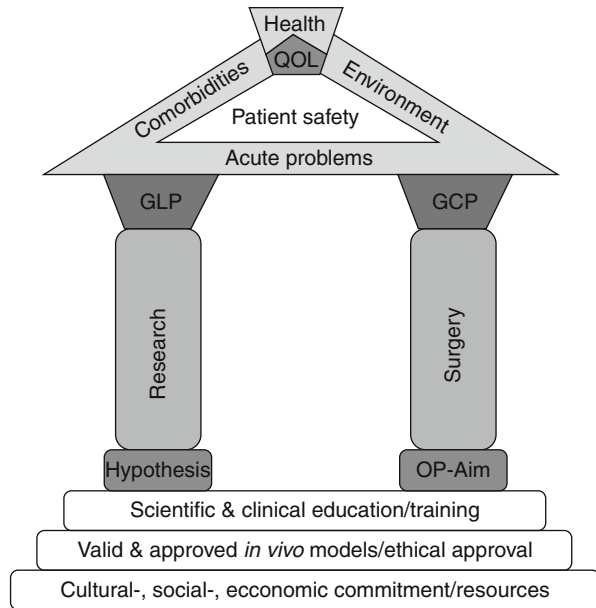 Health
QOL
Comorbidities
Environment
Patient safety
Acute problems
GLP
GCP
Research
Surgery
Hypothesis
OP-Aim
Scientific & clinical education/training
Valid & approved in vivo models/ethical approval
Cultural-, social-, ecconomic commitment/resources